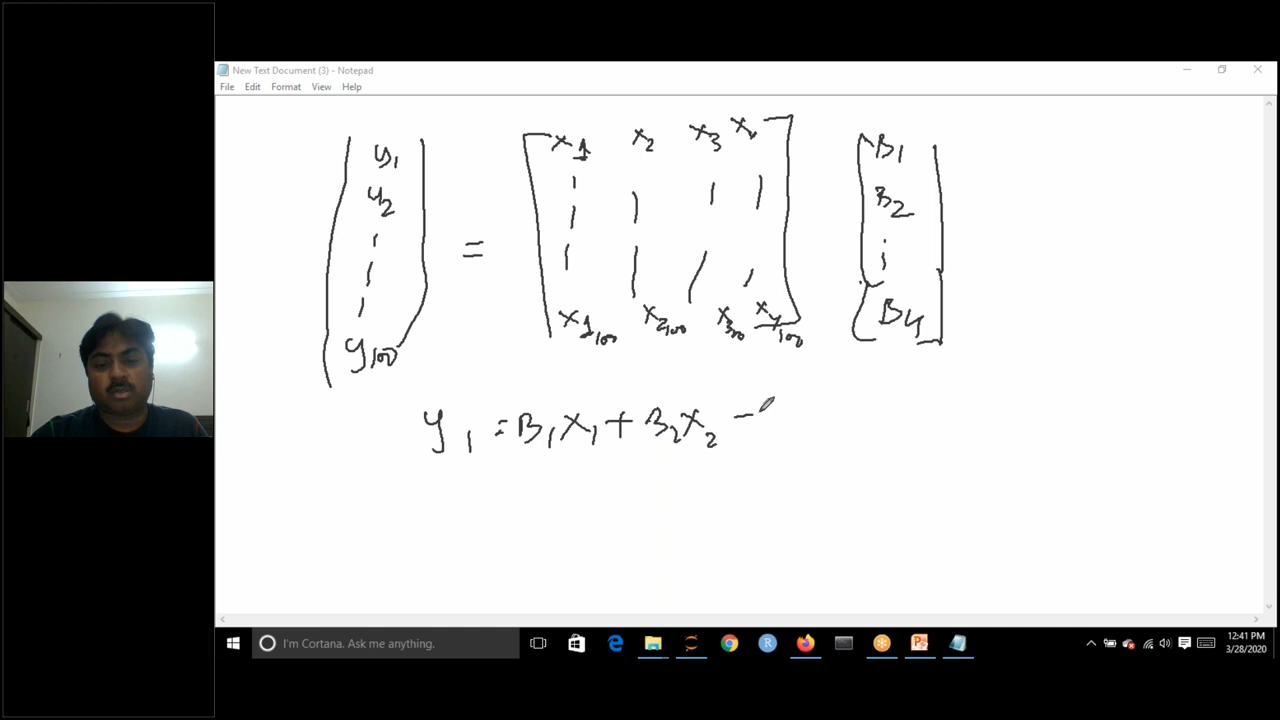 New Text Document (3) - Notepad
File Edit Format View Help
y1 x1 x2 x3 x4 B1
y2 B2
=
y100 x1100 x2100 x3100 x4100 B4
y1 = B1x1 + B2x2 -
I'm Cortana. Ask me anything.
12:41 PM
3/28/2020